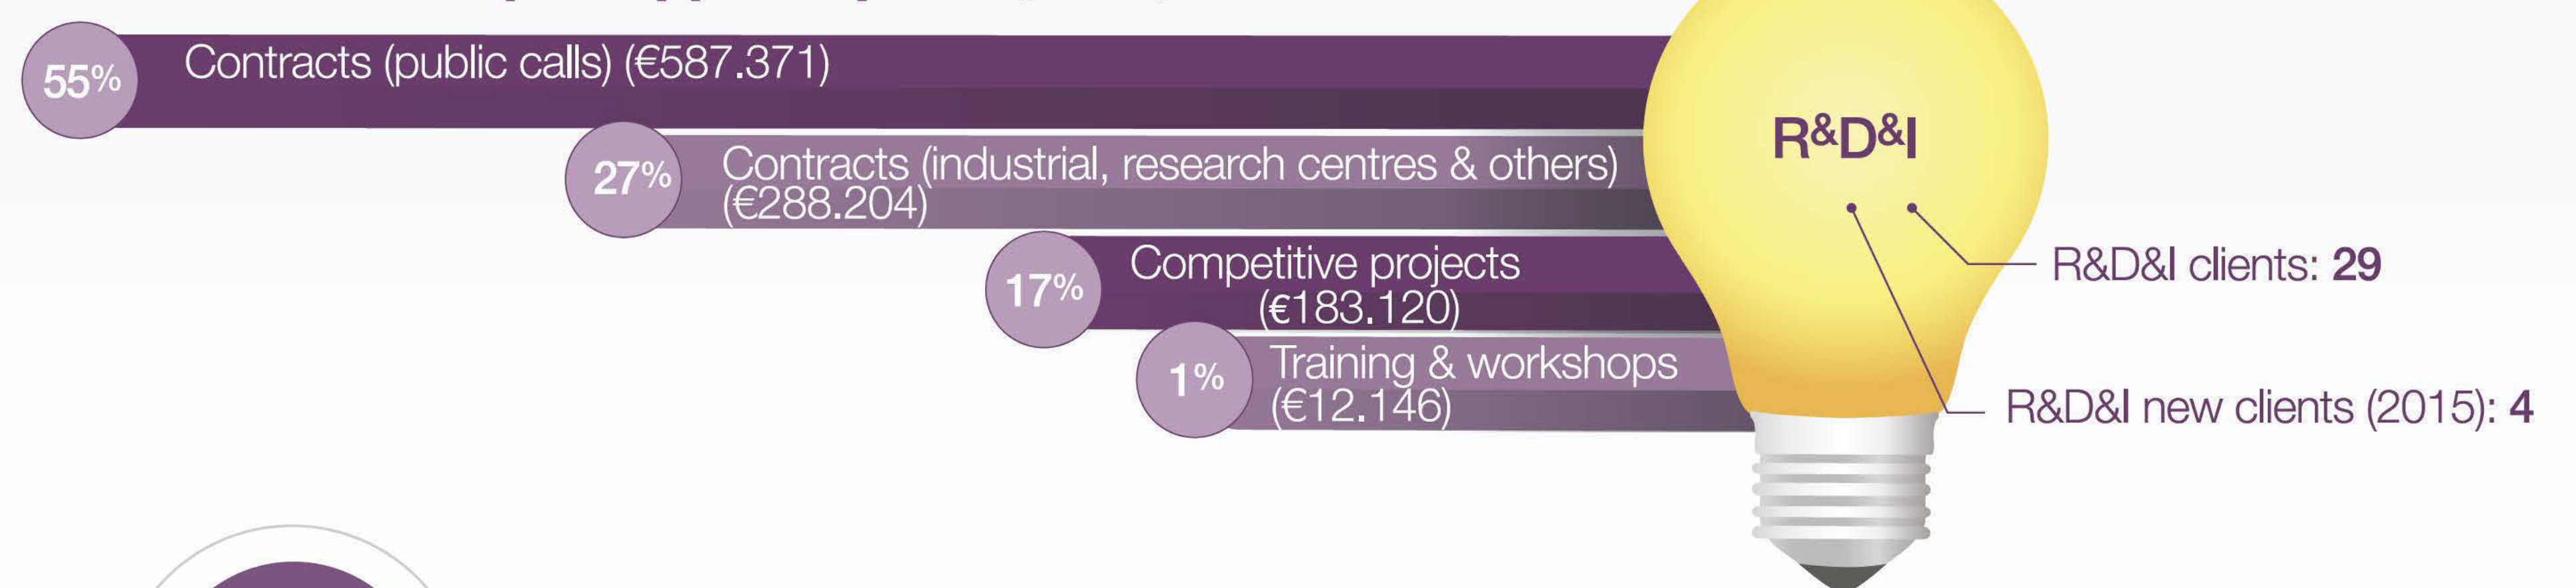 55% Contracts (public calls) (€587.371)
27% Contracts (industrial, research centres & others)
(€288.204)
17% Competitive projects
(€183.120)
1% Training & workshops
(€12.146)
R&D&I
R&D&I clients: 29
R&D&I new clients (2015): 4